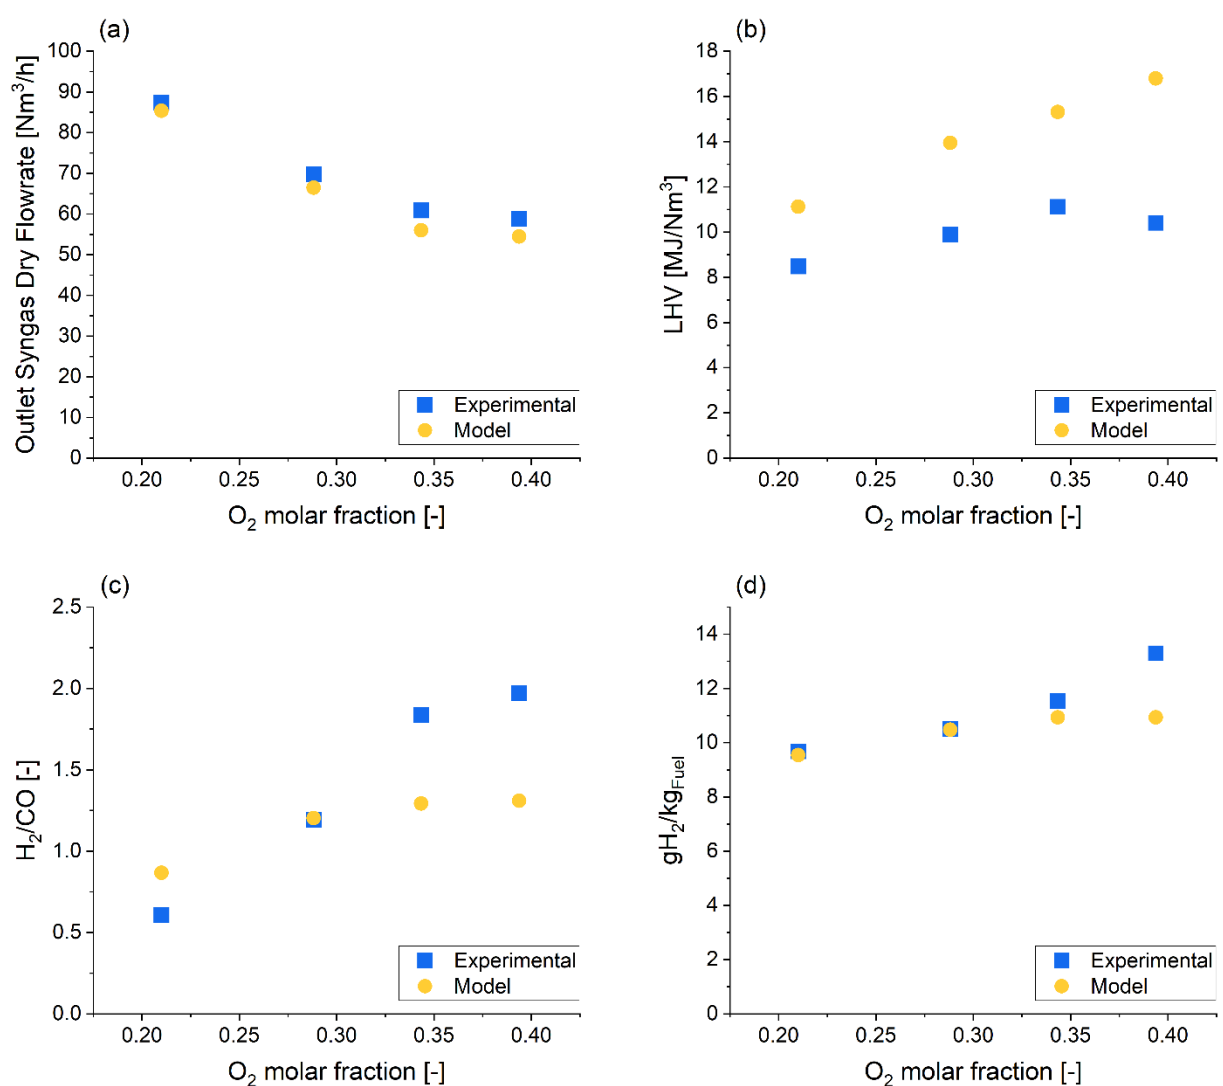 (a)
Outlet Syngas Dry Flowrate [Nm³/h]
100
90
80
70
60
50
40
30
20
10
0
Experimental
Model
0.20 0.25 0.30 0.35 0.40
O₂ molar fraction [-]
(b)
LHV [MJ/Nm³]
18
16
14
12
10
8
6
4
2
0
Experimental
Model
0.20 0.25 0.30 0.35 0.40
O₂ molar fraction [-]
(c)
H₂/CO [-]
2.5
2.0
1.5
1.0
0.5
0.0
Experimental
Model
0.20 0.25 0.30 0.35 0.40
O₂ molar fraction [-]
(d)
gH₂/kg_Fuel
14
12
10
8
6
4
2
0
Experimental
Model
0.20 0.25 0.30 0.35 0.40
O₂ molar fraction [-]